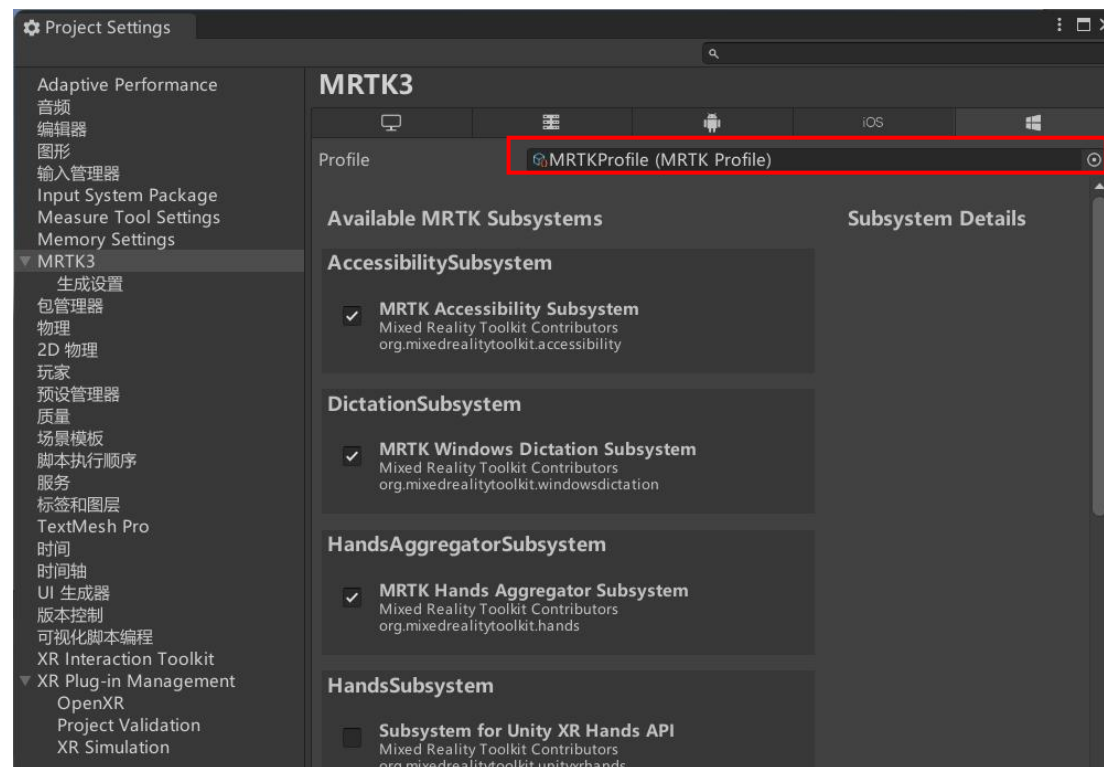 Project Settings
Adaptive Performance
音频
编辑器
图形
输入管理器
Input System Package
Measure Tool Settings
Memory Settings
MRTK3
生成设置
包管理器
物理
2D 物理
玩家
预设管理器
质量
场景模板
脚本执行顺序
服务
标签和图层
TextMesh Pro
时间
时间轴
UI 生成器
版本控制
可视化脚本编程
XR Interaction Toolkit
XR Plug-in Management
OpenXR
Project Validation
XR Simulation
MRTK3
iOS
Profile MRTKProfile (MRTK Profile)
Available MRTK Subsystems Subsystem Details
AccessibilitySubsystem
MRTK Accessibility Subsystem
Mixed Reality Toolkit Contributors
org.mixedrealitytoolkit.accessibility
DictationSubsystem
MRTK Windows Dictation Subsystem
Mixed Reality Toolkit Contributors
org.mixedrealitytoolkit.windowsdictation
HandsAggregatorSubsystem
MRTK Hands Aggregator Subsystem
Mixed Reality Toolkit Contributors
org.mixedrealitytoolkit.hands
HandsSubsystem
Subsystem for Unity XR Hands API
Mixed Reality Toolkit Contributors
org.mixedrealitytoolkit.unityxrhands